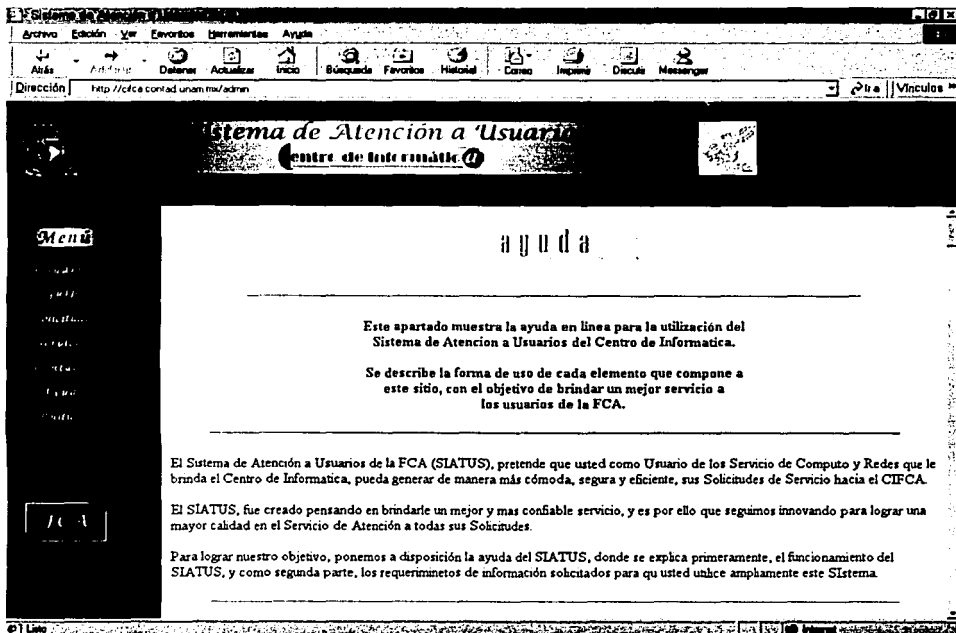 Sistema de Atención a
Archivo Edición Ver Favoritos Herramientas Ayuda
Atrás Adelante Detener Actualizar Inicio Búsqueda Favoritos Historial Correo Imprimir Discutir Messenger
Dirección http://cifca.contad.unam.mx/admin Ir a Vínculos »
istema de Atención a Usuario
Centro de Informátic@
Menú
ayuda
Este apartado muestra la ayuda en linea para la utilización del
Sistema de Atencion a Usuarios del Centro de Informatica.
Se describe la forma de uso de cada elemento que compone a
este sitio, con el objetivo de brindar un mejor servicio a
los usuarios de la FCA.
El Sistema de Atención a Usuarios de la FCA (SIATUS), pretende que usted como Usuario de los Servicio de Computo y Redes que le
brinda el Centro de Informatica, pueda generar de manera más cómoda, segura y eficiente, sus Solicitudes de Servicio hacia el CIFCA.
El SIATUS, fue creado pensando en brindarle un mejor y mas confiable servicio, y es por ello que seguimos innovando para lograr una
mayor calidad en el Servicio de Atención a todas sus Solicitudes.
Para lograr nuestro objetivo, ponemos a disposición la ayuda del SIATUS, donde se explica primeramente, el funcionamiento del
SIATUS, y como segunda parte, los requeriminetos de información solicitados para qu usted utilice ampliamente este SIstema.
FCA
Listo Internet